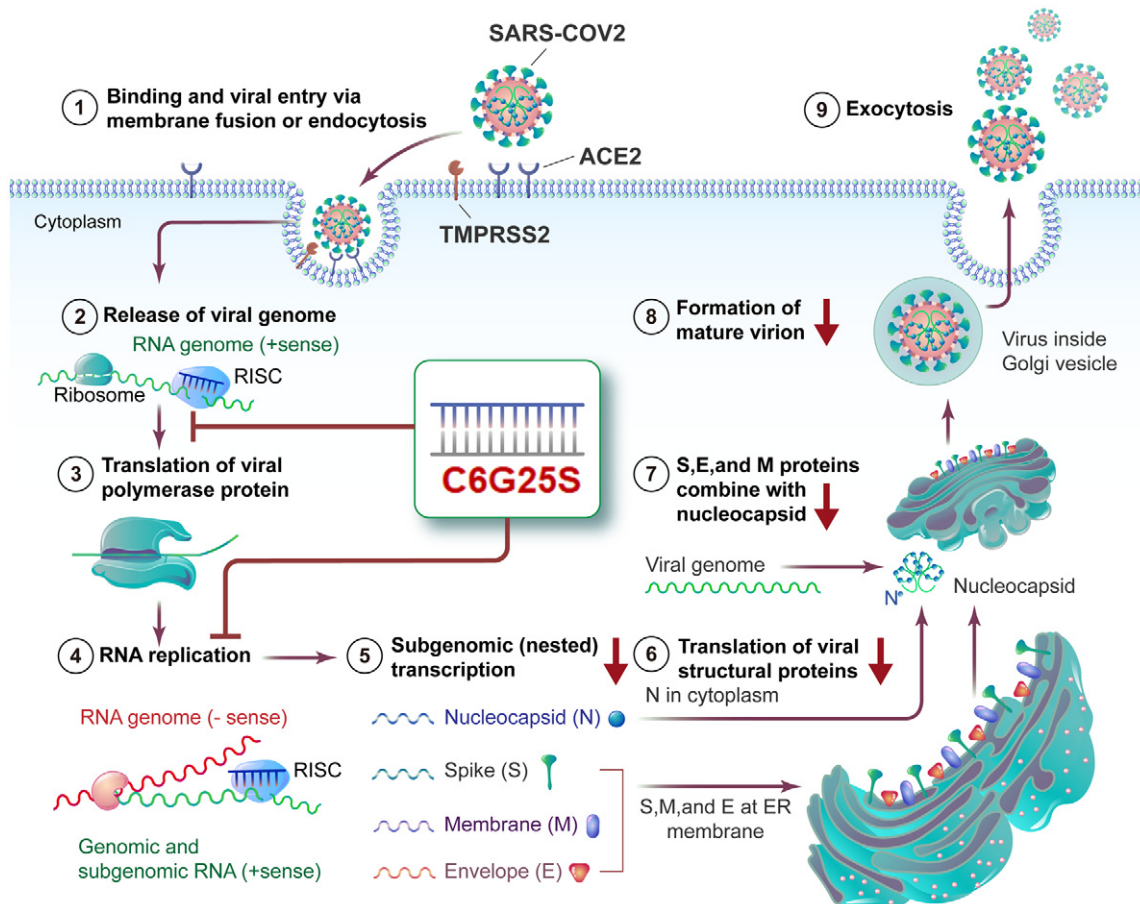 SARS-COV2
1 Binding and viral entry via
membrane fusion or endocytosis
ACE2
TMPRSS2
Cytoplasm
2 Release of viral genome
RNA genome (+sense)
RISC
Ribosome
C6G25S
3 Translation of viral
polymerase protein
4 RNA replication
RNA genome (- sense)
RISC
Genomic and
subgenomic RNA (+sense)
5 Subgenomic (nested)
transcription
Nucleocapsid (N)
Spike (S)
Membrane (M)
Envelope (E)
6 Translation of viral
structural proteins
N in cytoplasm
S,M,and E at ER
membrane
7 S,E,and M proteins
combine with
nucleocapsid
Viral genome
N
Nucleocapsid
8 Formation of
mature virion
Virus inside
Golgi vesicle
9 Exocytosis